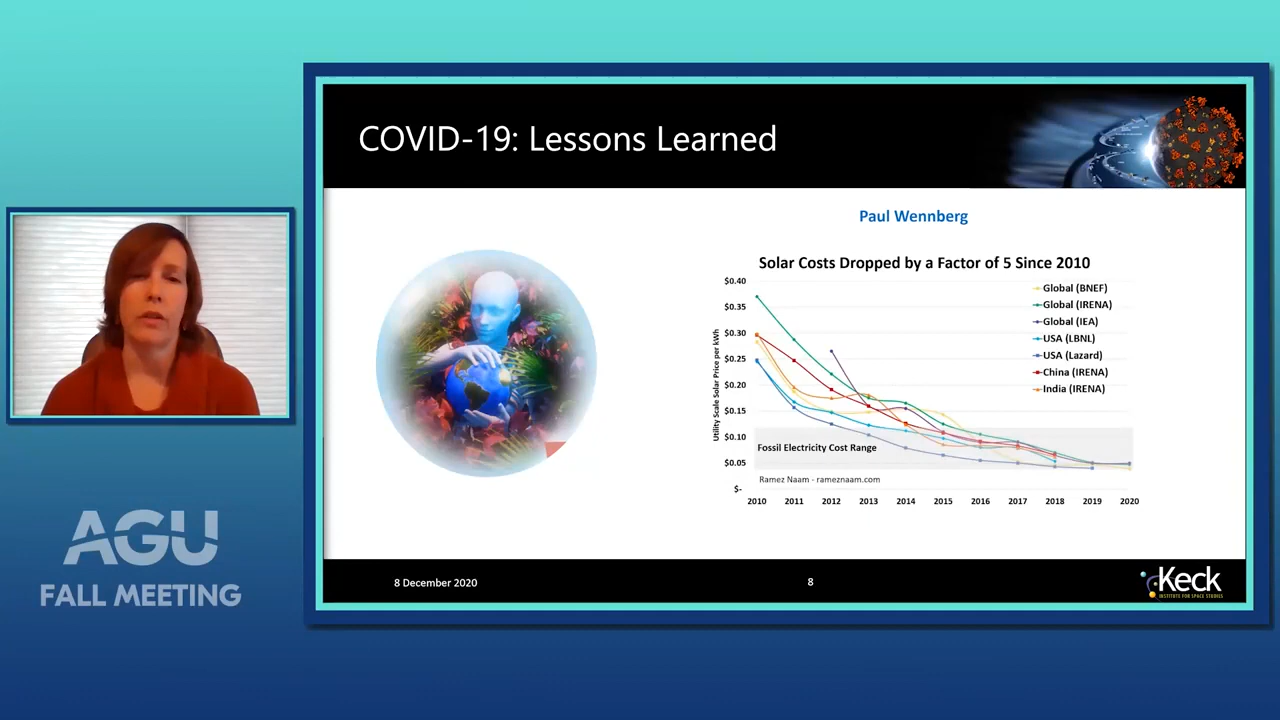 COVID-19: Lessons Learned
Paul Wennberg
Solar Costs Dropped by a Factor of 5 Since 2010
Utility Scale Solar Price per kWh
$0.40
$0.35
$0.30
$0.25
$0.20
$0.15
$0.10
$0.05
$-
Global (BNEF)
Global (IRENA)
Global (IEA)
USA (LBNL)
USA (Lazard)
China (IRENA)
India (IRENA)
Fossil Electricity Cost Range
Ramez Naam - rameznaam.com
2010 2011 2012 2013 2014 2015 2016 2017 2018 2019 2020
AGU
FALL MEETING
8 December 2020
8
Keck
INSTITUTE FOR SPACE STUDIES